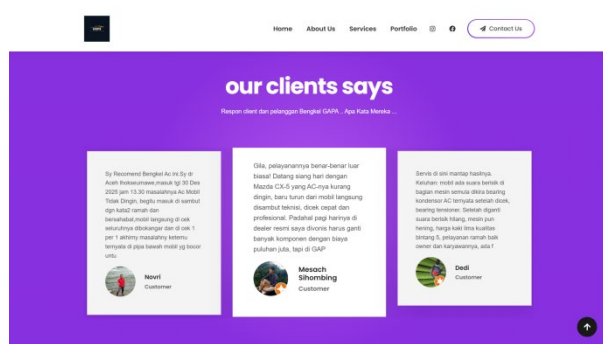 Home About Us Services Portfolio Contact Us
our clients says
Respon client dan pelanggan Bengkel GAPA , Apa Kata Mereka ...
Sy Recomend Bengkel Ac ini.Sy dr
Aceh lhokseumawe,masuk tgl 30 Des
2025 jam 13.30 masalahnya Ac Mobil
Tidak Dingin, begitu masuk di sambut
dgn kata2 ramah dan
bersahabat,mobil langsung di cek
seluruhnya dibokangar dan di cek 1
per 1 akhirny masalahny ketemu
ternyata di pipa bawah mobil yg bocor
untu
Novri
Customer
Gila, pelayanannya benar-benar luar
biasa! Datang siang hari dengan
Mazda CX-5 yang AC-nya kurang
dingin, baru turun dari mobil langsung
disambut teknisi, dicek cepat dan
profesional. Padahal pagi harinya di
dealer resmi saya divonis harus ganti
banyak komponen dengan biaya
puluhan juta, tapi di GAP
Mesach
Sihombing
Customer
Servis di sini mantap hasilnya.
Keluhan: mobil ada suara berisik di
bagian mesin semula dikira bearing
kondensor AC ternyata setelah dicek,
bearing tensioner. Setelah diganti
suara berisik hilang, mesin pun
hening, harga kaki lima kualitas
bintang 5, pelayanan ramah baik
owner dan karyawannya, ada f
Dedi
Customer